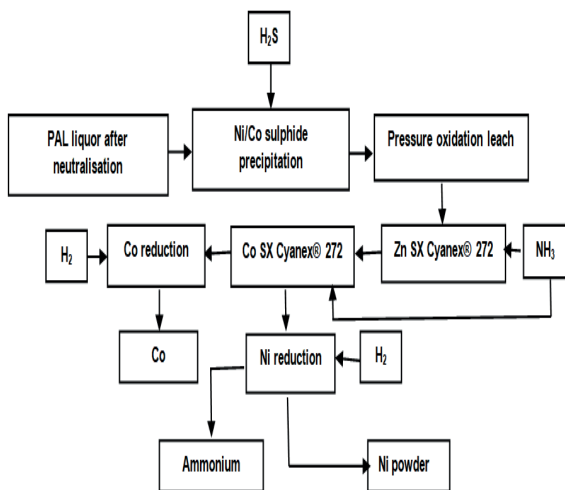 H₂S
PAL liquor after
neutralisation
Ni/Co sulphide
precipitation
Pressure oxidation leach
H₂
Co reduction
Co SX Cyanex® 272
Zn SX Cyanex® 272
NH₃
Co
Ni reduction
H₂
Ammonium
Ni powder